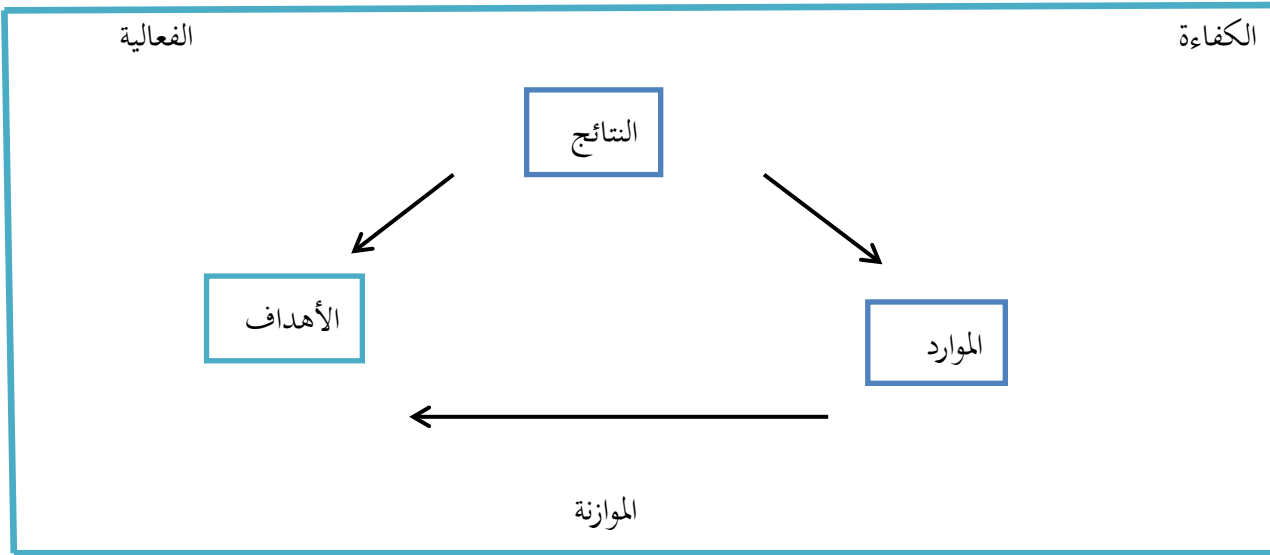 الكفاءة
الفعالية
النتائج
الأهداف
الموارد
الموازنة